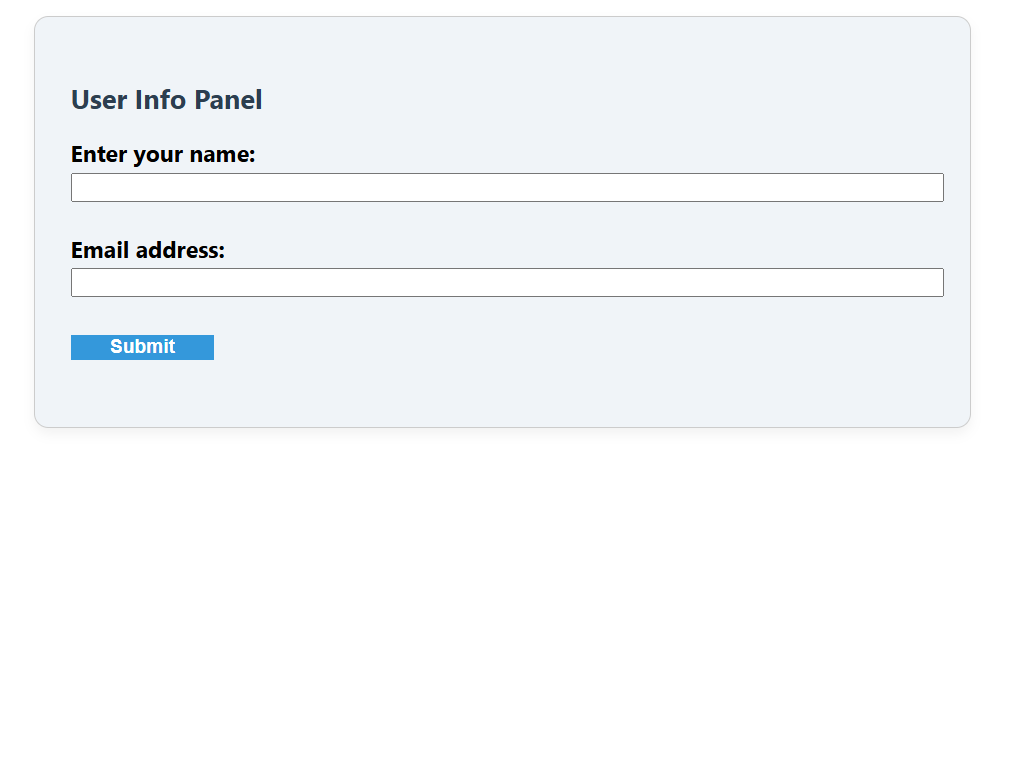 User Info Panel
Enter your name:
Email address:
Submit